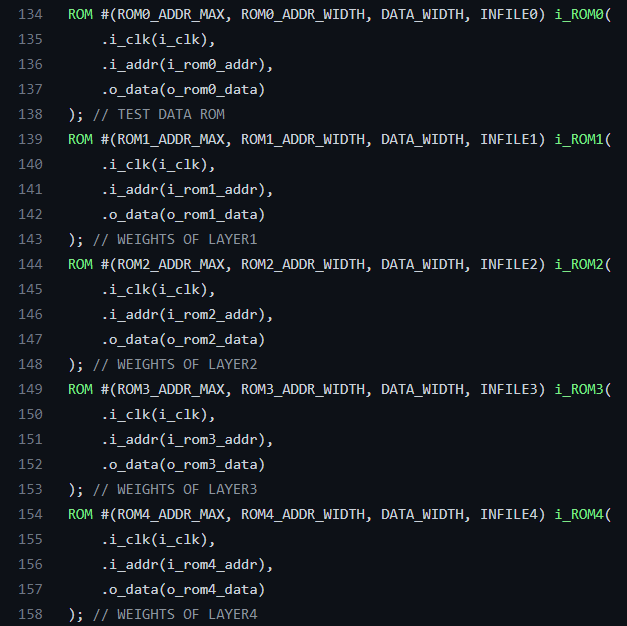 134 ROM #(ROM0_ADDR_MAX, ROM0_ADDR_WIDTH, DATA_WIDTH, INFILE0) i_ROM0(
135 .i_clk(i_clk),
136 .i_addr(i_rom0_addr),
137 .o_data(o_rom0_data)
138 ); // TEST DATA ROM
139 ROM #(ROM1_ADDR_MAX, ROM1_ADDR_WIDTH, DATA_WIDTH, INFILE1) i_ROM1(
140 .i_clk(i_clk),
141 .i_addr(i_rom1_addr),
142 .o_data(o_rom1_data)
143 ); // WEIGHTS OF LAYER1
144 ROM #(ROM2_ADDR_MAX, ROM2_ADDR_WIDTH, DATA_WIDTH, INFILE2) i_ROM2(
145 .i_clk(i_clk),
146 .i_addr(i_rom2_addr),
147 .o_data(o_rom2_data)
148 ); // WEIGHTS OF LAYER2
149 ROM #(ROM3_ADDR_MAX, ROM3_ADDR_WIDTH, DATA_WIDTH, INFILE3) i_ROM3(
150 .i_clk(i_clk),
151 .i_addr(i_rom3_addr),
152 .o_data(o_rom3_data)
153 ); // WEIGHTS OF LAYER3
154 ROM #(ROM4_ADDR_MAX, ROM4_ADDR_WIDTH, DATA_WIDTH, INFILE4) i_ROM4(
155 .i_clk(i_clk),
156 .i_addr(i_rom4_addr),
157 .o_data(o_rom4_data)
158 ); // WEIGHTS OF LAYER4